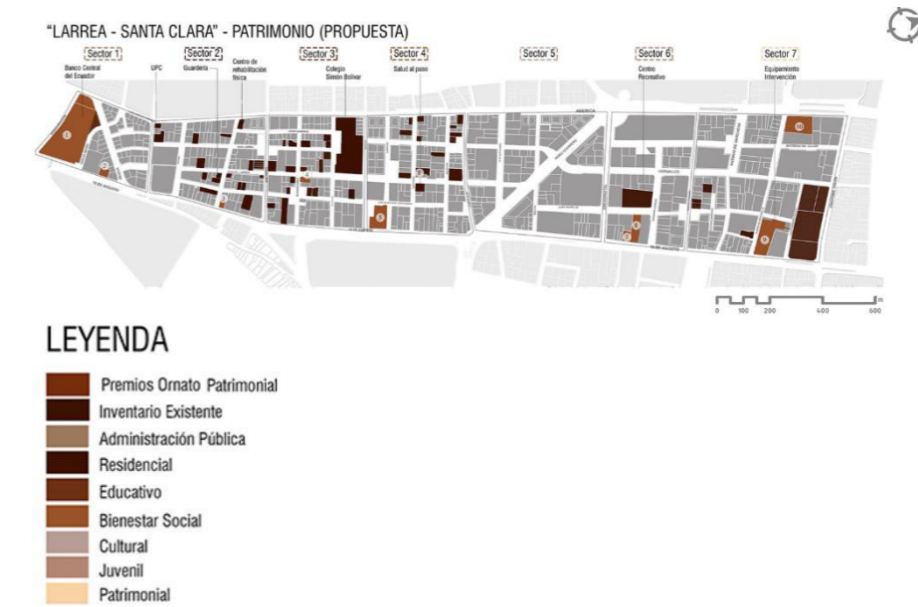 "LARREA - SANTA CLARA" - PATRIMONIO (PROPUESTA)
Sector 1 Sector 2 Sector 3 Sector 4 Sector 5 Sector 6 Sector 7
Banco Central
del Ecuador
UPC
Guardería
Centro de
rehabilitación
física
Colegio
Simón Bolívar
Salud al paso
Centro
Recreativo
Equipamiento
Intervención
AMERICA
1
10
9
0 100 200 400 600 m
LEYENDA
Premios Ornato Patrimonial
Inventario Existente
Administración Pública
Residencial
Educativo
Bienestar Social
Cultural
Juvenil
Patrimonial